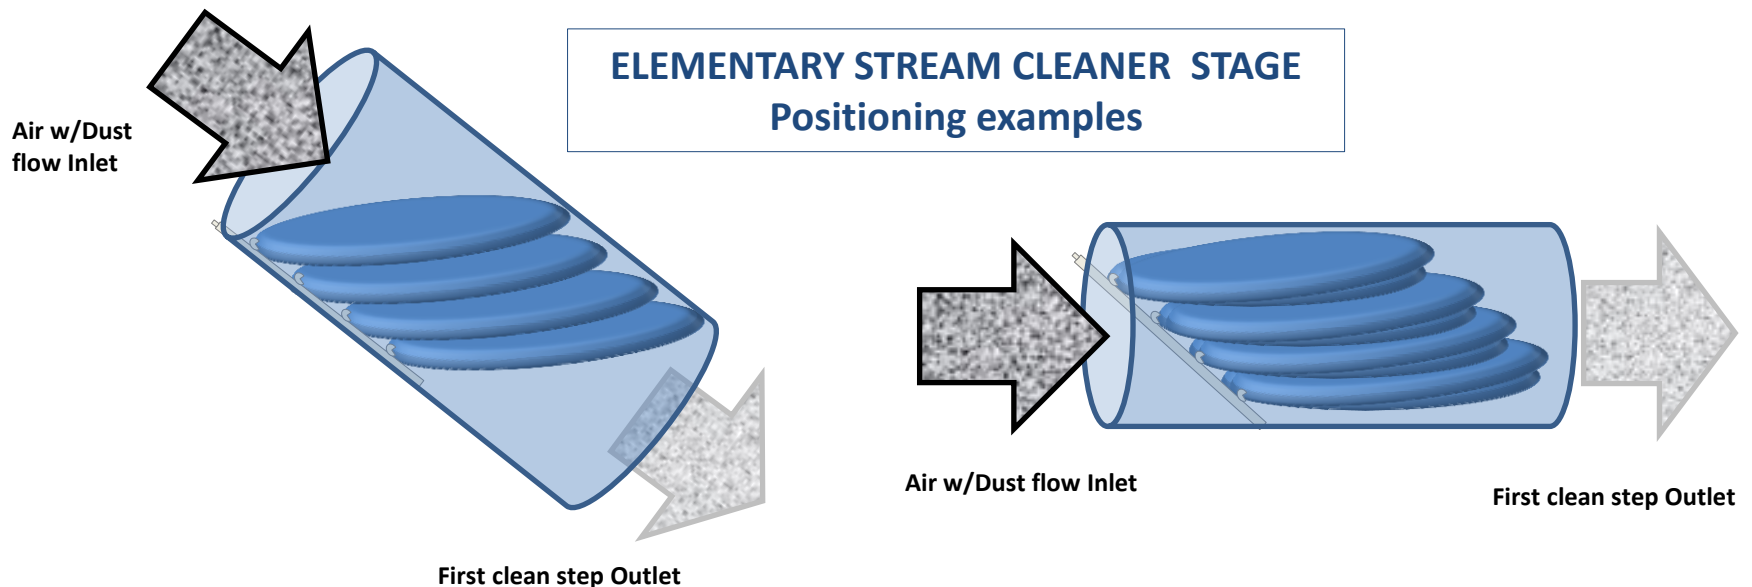 ELEMENTARY STREAM CLEANER STAGE
Positioning examples
Air w/Dust
flow Inlet
First clean step Outlet
Air w/Dust flow Inlet
First clean step Outlet